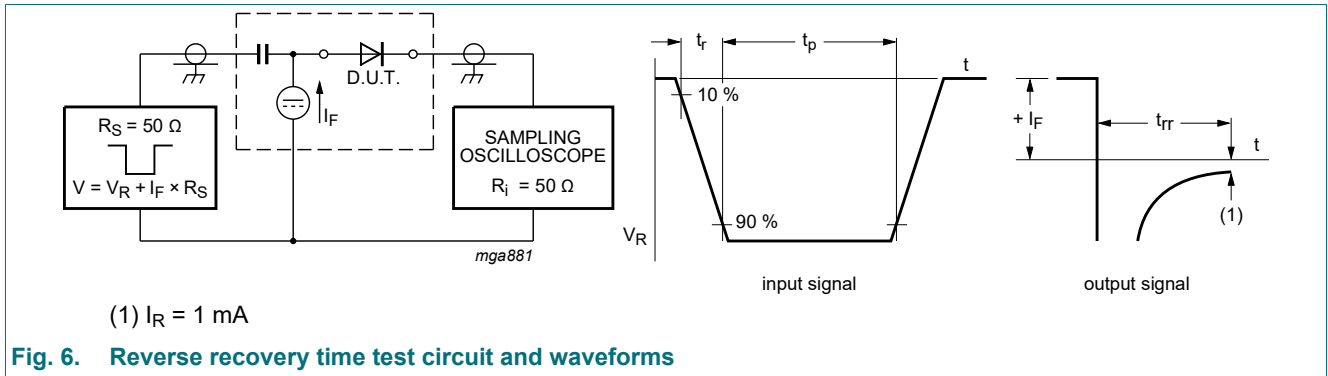 D.U.T.
I_F
R_S = 50 Ω
V = V_R + I_F × R_S
SAMPLING
OSCILLOSCOPE
R_i = 50 Ω
mga881
t_r
t_p
t
10 %
90 %
V_R
input signal
+ I_F
t_rr
t
(1)
output signal
(1) I_R = 1 mA
Fig. 6. Reverse recovery time test circuit and waveforms